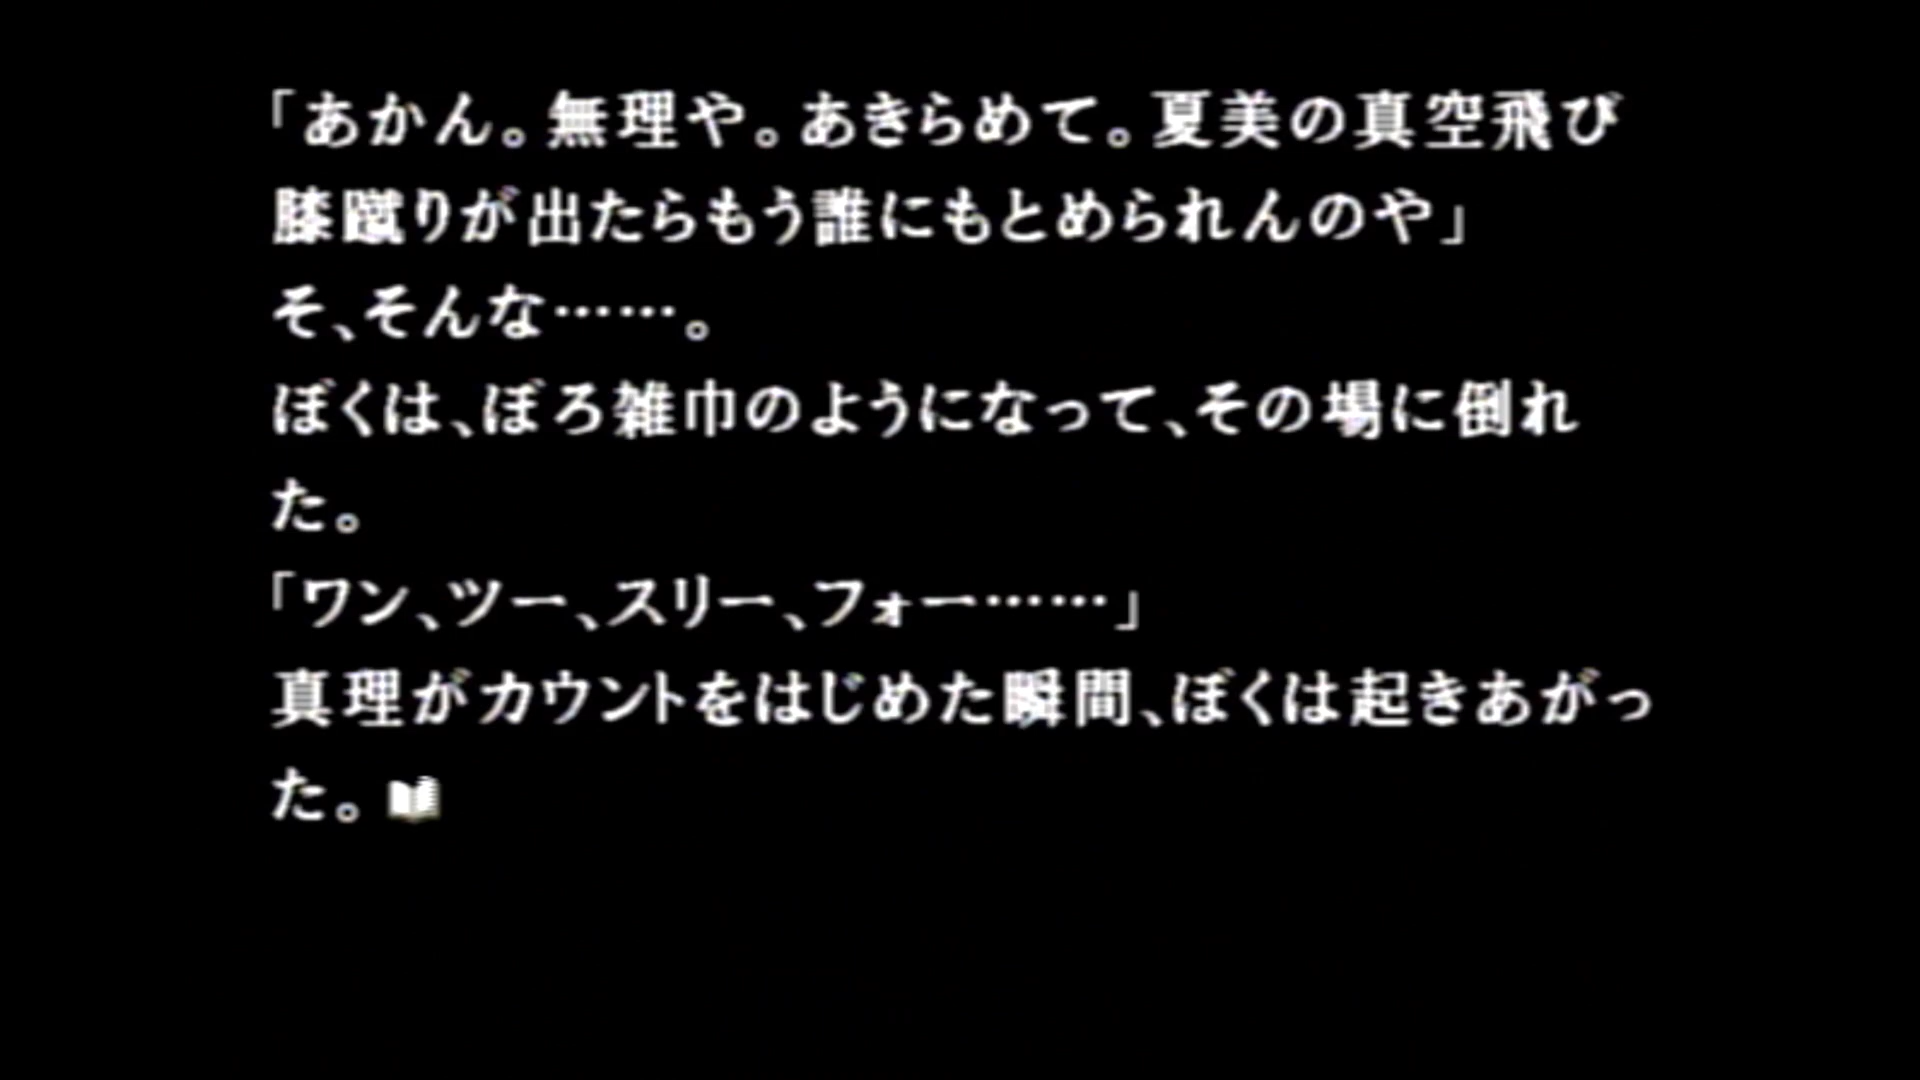 「あかん。無理や。あきらめて。夏美の真空飛び
膝蹴りが出たらもう誰にもとめられんのや」
そ、そんな……。
ぼくは、ぼろ雑巾のようになって、その場に倒れ
た。
「ワン、ツー、スリー、フォー……」
真理がカウントをはじめた瞬間、ぼくは起きあがっ
た。